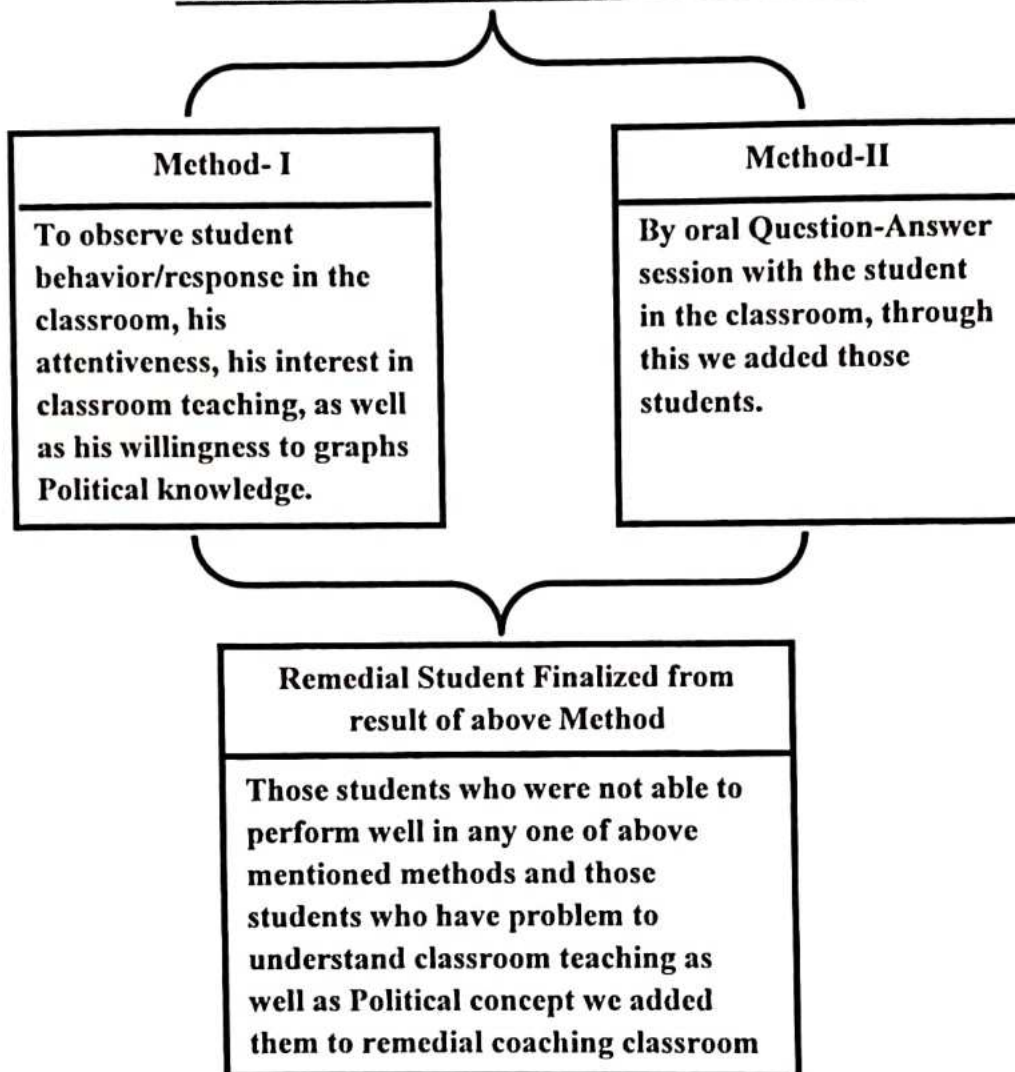 Method- I
To observe student
behavior/response in the
classroom, his
attentiveness, his interest in
classroom teaching, as well
as his willingness to graphs
Political knowledge.
Method-II
By oral Question-Answer
session with the student
in the classroom, through
this we added those
students.
Remedial Student Finalized from
result of above Method
Those students who were not able to
perform well in any one of above
mentioned methods and those
students who have problem to
understand classroom teaching as
well as Political concept we added
them to remedial coaching classroom